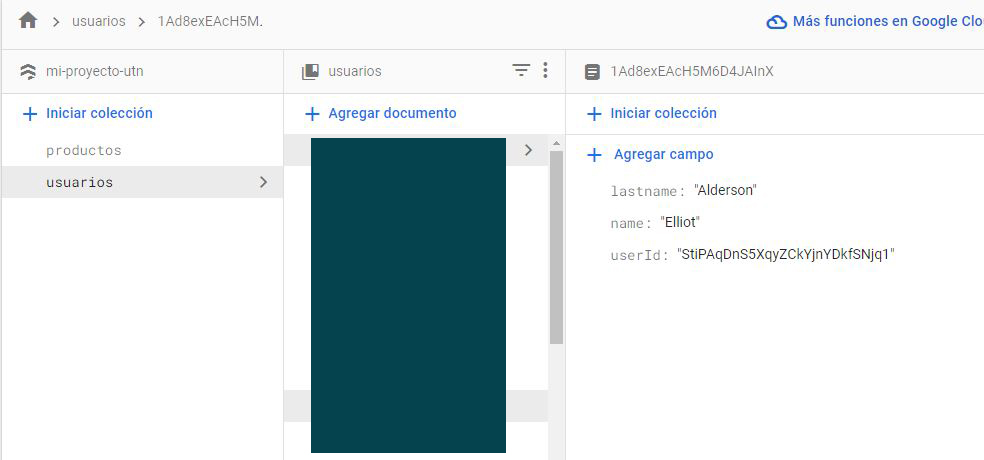 usuarios
1Ad8exEAcH5M.
Más funciones en Google Clo
mi-proyecto-utn
usuarios
1Ad8exEAcH5M6D4JAInX
Iniciar colección
Agregar documento
Iniciar colección
productos
usuarios
Agregar campo
lastname: "Alderson"
name: "Elliot"
userId: "StiPAqDnS5XqyZCkYjnYDkfSNjq1"